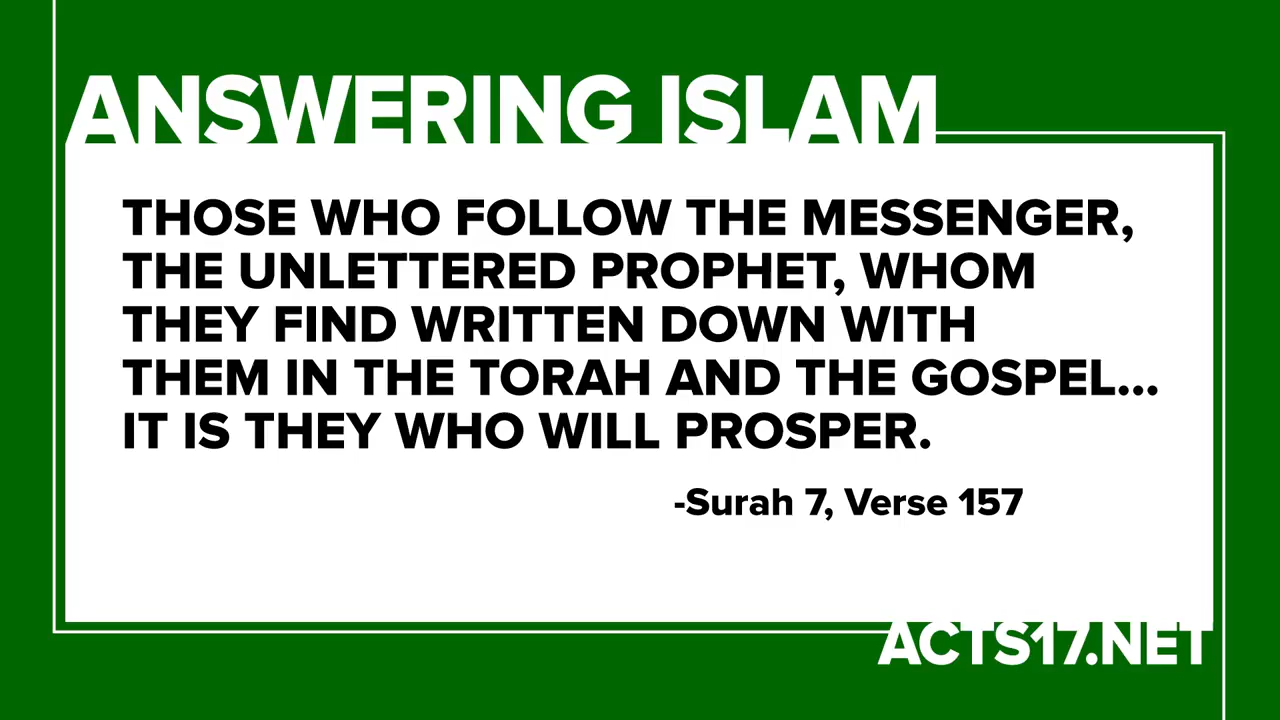 ANSWERING ISLAM
THOSE WHO FOLLOW THE MESSENGER,
THE UNLETTERED PROPHET, WHOM
THEY FIND WRITTEN DOWN WITH
THEM IN THE TORAH AND THE GOSPEL...
IT IS THEY WHO WILL PROSPER.
-Surah 7, Verse 157
ACTS17.NET